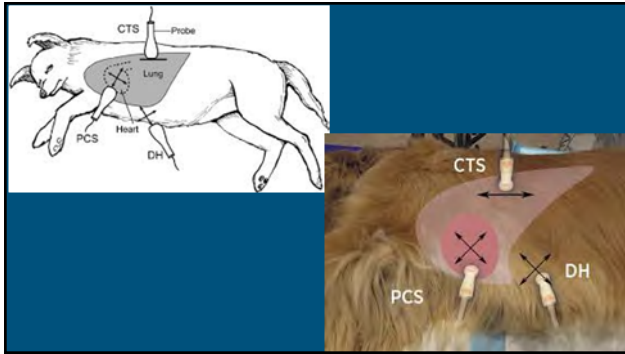 CTS
Probe
Lung
PCS
Heart
DH
CTS
DH
PCS